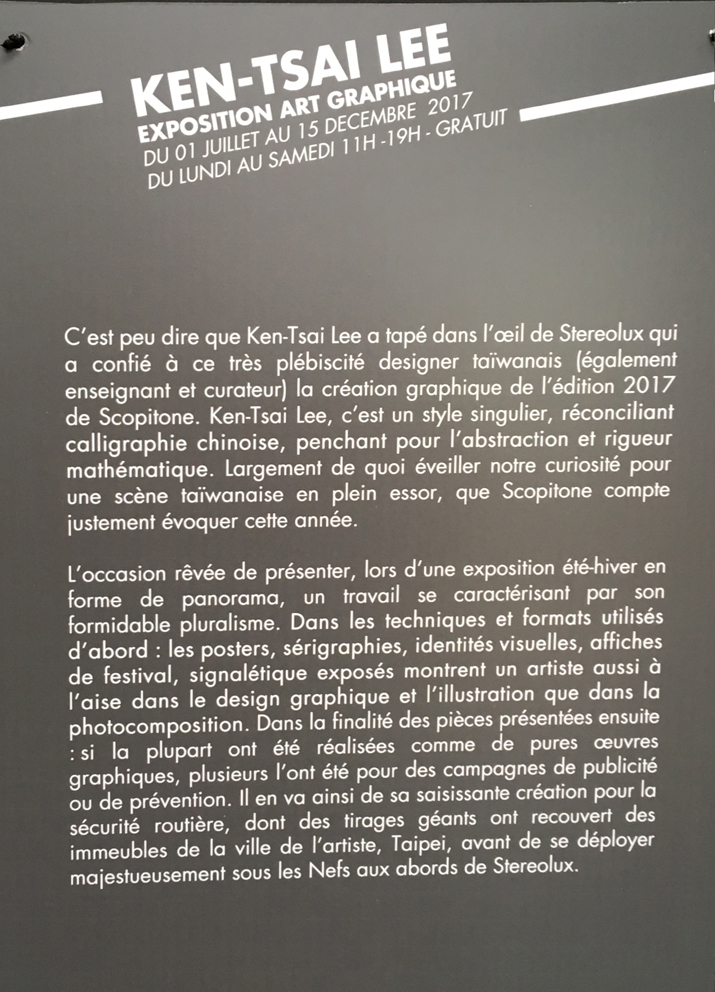 KEN-TSAI LEE
EXPOSITION ART GRAPHIQUE
DU 01 JUILLET AU 15 DECEMBRE 2017
DU LUNDI AU SAMEDI 11H -19H - GRATUIT
C'est peu dire que Ken-Tsai Lee a tapé dans l'œil de Stereolux qui
a confié à ce très plébiscité designer taïwanais (également
enseignant et curateur) la création graphique de l'édition 2017
de Scopitone. Ken-Tsai Lee, c'est un style singulier, réconciliant
calligraphie chinoise, penchant pour l'abstraction et rigueur
mathématique. Largement de quoi éveiller notre curiosité pour
une scène taïwanaise en plein essor, que Scopitone compte
justement évoquer cette année.
L'occasion rêvée de présenter, lors d'une exposition été-hiver en
forme de panorama, un travail se caractérisant par son
formidable pluralisme. Dans les techniques et formats utilisés
d'abord : les posters, sérigraphies, identités visuelles, affiches
de festival, signalétique exposés montrent un artiste aussi à
l'aise dans le design graphique et l'illustration que dans la
photocomposition. Dans la finalité des pièces présentées ensuite
: si la plupart ont été réalisées comme de pures œuvres
graphiques, plusieurs l'ont été pour des campagnes de publicité
ou de prévention. Il en va ainsi de sa saisissante création pour la
sécurité routière, dont des tirages géants ont recouvert des
immeubles de la ville de l'artiste, Taipei, avant de se déployer
majestueusement sous les Nefs aux abords de Stereolux.